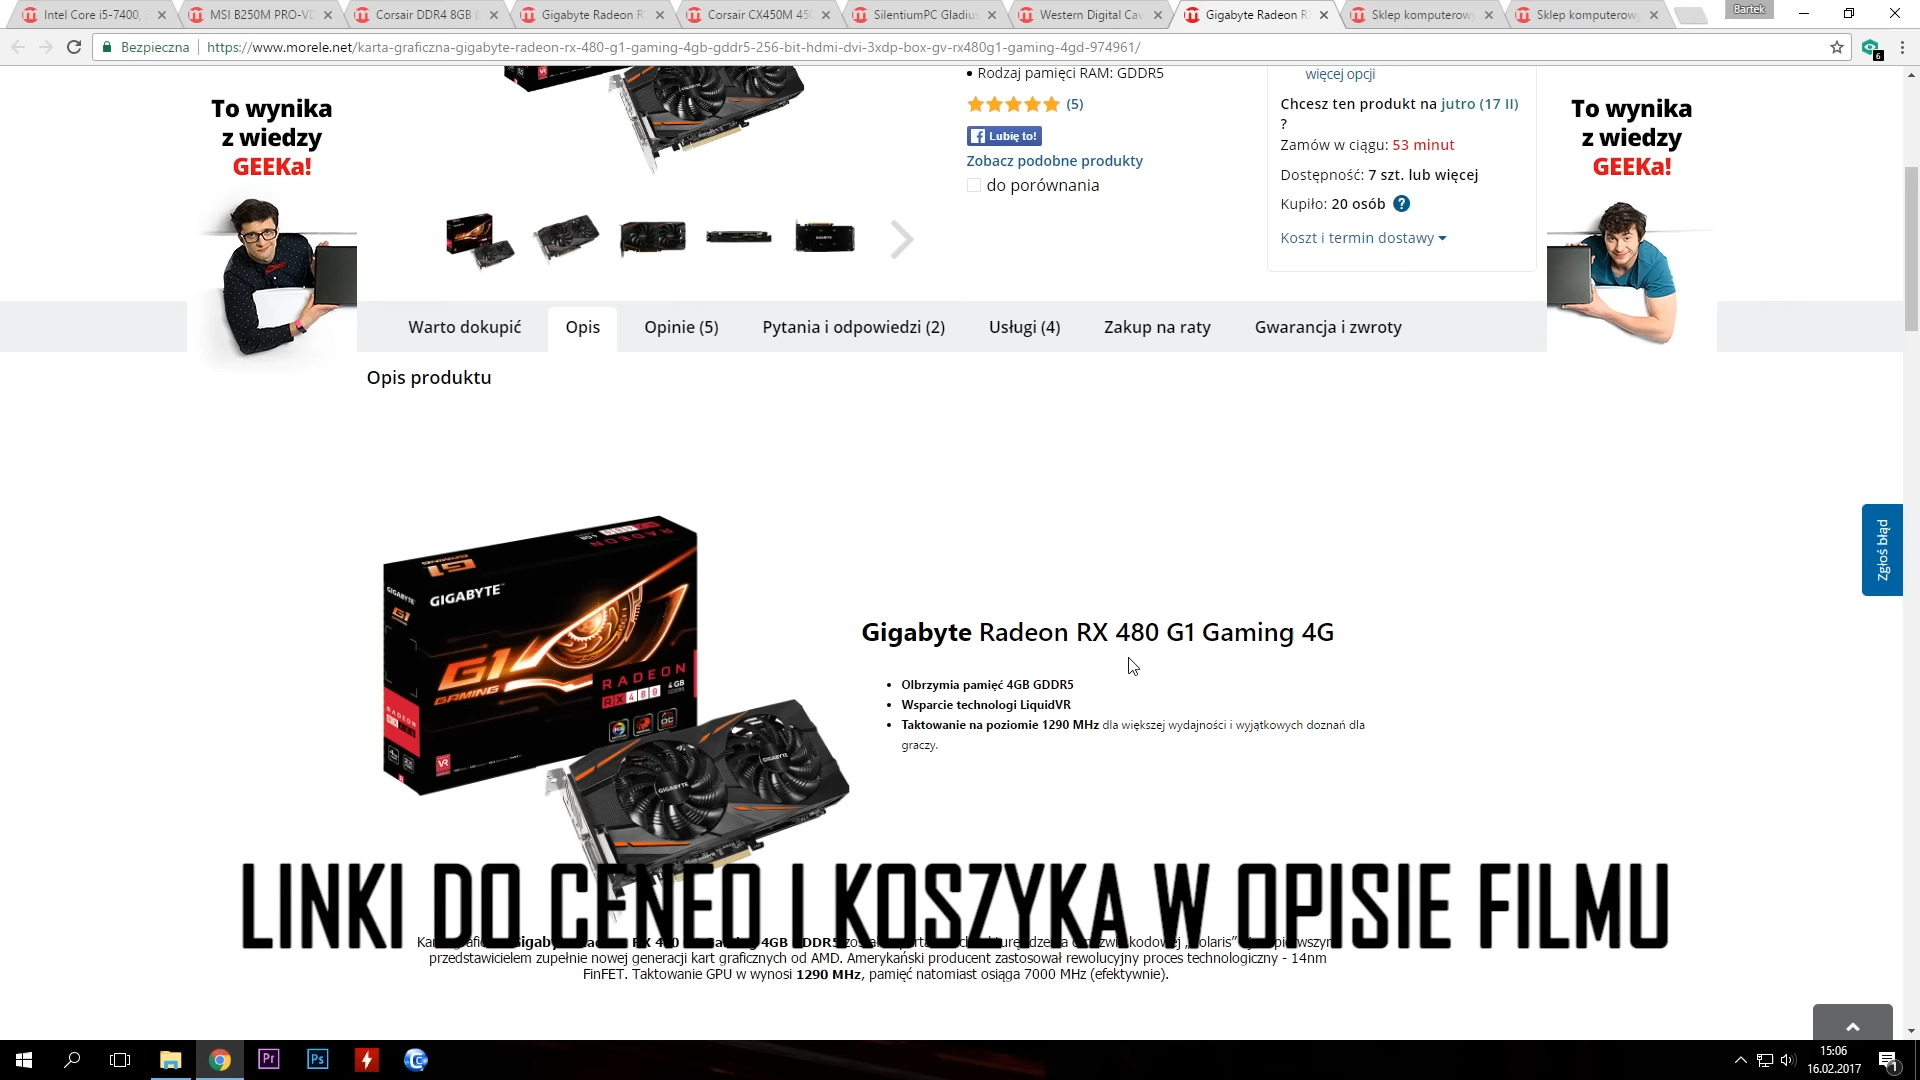 Intel Core i5-7400,
MSI B250M PRO-VD
Corsair DDR4 8GB
Gigabyte Radeon R
Corsair CX450M 45
SilentiumPC Gladiu
Western Digital Cav
Gigabyte Radeon R
Sklep komputerow
Sklep komputerow
Bartek
Bezpieczna
https://www.morele.net/karta-graficzna-gigabyte-radeon-rx-480-g1-gaming-4gb-gddr5-256-bit-hdmi-dvi-3xdp-box-gv-rx480g1-gaming-4gd-974961/
6
To wynika
z wiedzy
GEEKa!
Rodzaj pamięci RAM: GDDR5
(5)
Lubię to!
Zobacz podobne produkty
do porównania
więcej opcji
Chcesz ten produkt na jutro (17 II)
?
Zamów w ciągu: 53 minut
Dostępność: 7 szt. lub więcej
Kupiło: 20 osób ?
Koszt i termin dostawy
To wynika
z wiedzy
GEEKa!
Warto dokupić
Opis
Opinie (5)
Pytania i odpowiedzi (2)
Usługi (4)
Zakup na raty
Gwarancja i zwroty
Opis produktu
Zgłoś błąd
GIGABYTE
G1
GAMING
RADEON
RX 480
4 GB
Gigabyte Radeon RX 480 G1 Gaming 4G
Olbrzymia pamięć 4GB GDDR5
Wsparcie technologi LiquidVR
Taktowanie na poziomie 1290 MHz dla większej wydajności i wyjątkowych doznań dla
graczy.
LINKI DO CENEO I KOSZYKA W OPISIE FILMU
przedstawicielem zupełnie nowej generacji kart graficznych od AMD. Amerykański producent zastosował rewolucyjny proces technologiczny - 14nm
FinFET. Taktowanie GPU w wynosi 1290 MHz, pamięć natomiast osiąga 7000 MHz (efektywnie).
Pr
Ps
15:06
16.02.2017
1